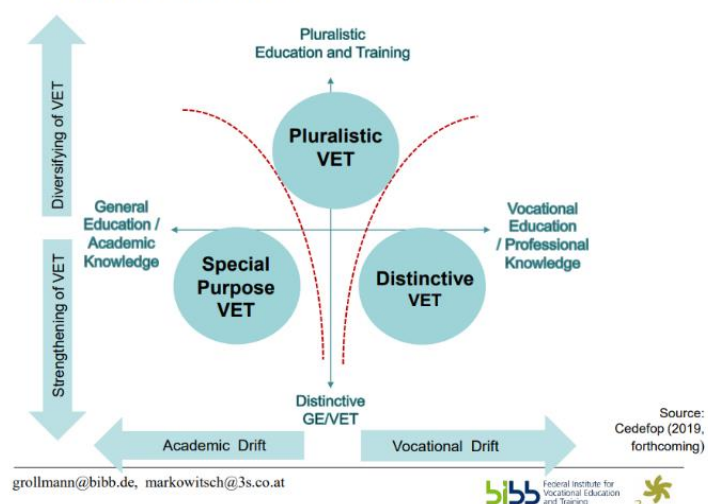 Pluralistic
Education and Training
Diversifying of VET
Pluralistic
VET
General
Education /
Academic
Knowledge
Vocational
Education
/ Professional
Knowledge
Special
Purpose
VET
Distinctive
VET
Strengthening of VET
Distinctive
GE/VET
Source:
Cedefop (2019,
forthcoming)
Academic Drift
Vocational Drift
grollmann@bibb.de, markowitsch@3s.co.at
bibb
Federal Institute for
Vocational Education
and Training